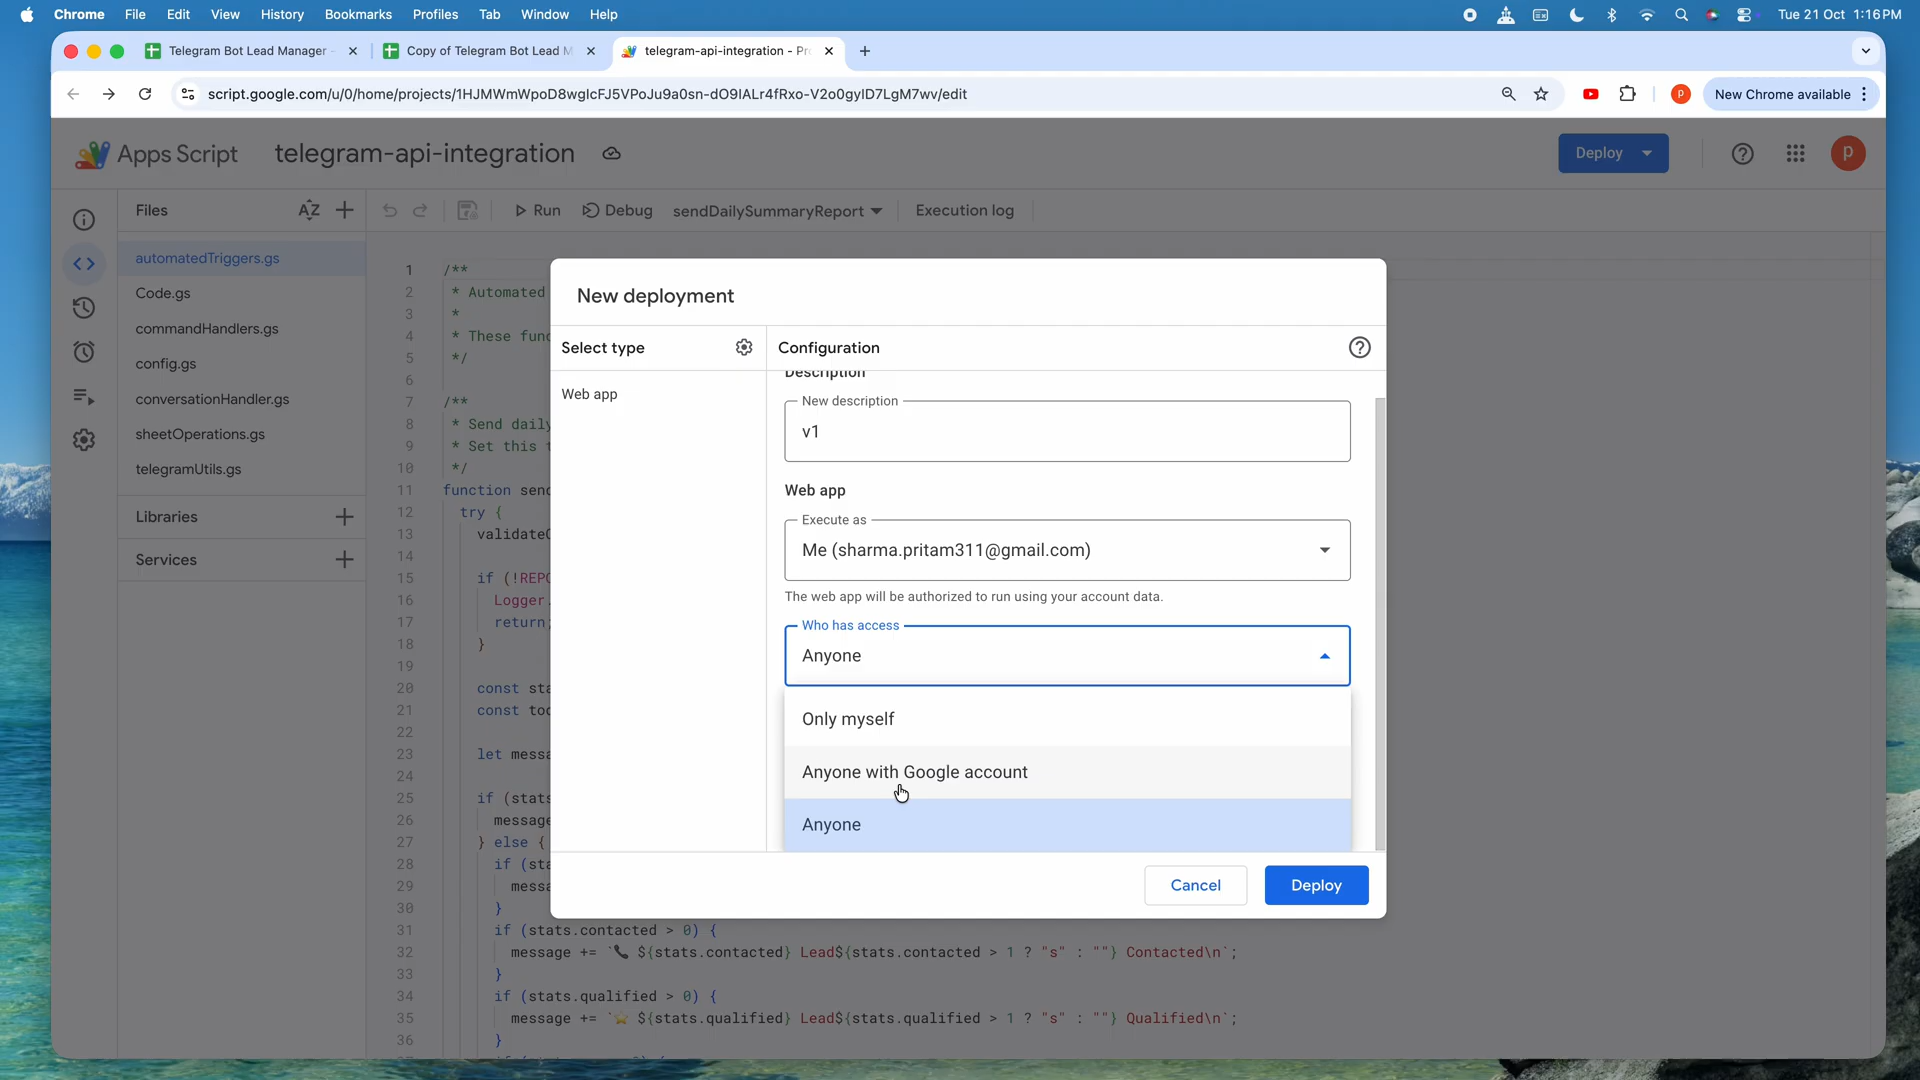 Chrome File Edit View History Bookmarks Profiles Tab Window Help Tue 21 Oct 1:16 PM
Telegram Bot Lead Manager Copy of Telegram Bot Lead M telegram-api-integration - Pr
script.google.com/u/0/home/projects/1HJMWmWpoD8wglcFJ5VPoJu9a0sn-dO9IALr4fRxo-V2o0gyID7LgM7wv/edit p New Chrome available
Apps Script telegram-api-integration Deploy p
Files AZ Run Debug sendDailySummaryReport Execution log
automatedTriggers.gs
Code.gs
commandHandlers.gs
config.gs
conversationHandler.gs
sheetOperations.gs
telegramUtils.gs
Libraries
Services
1 /**
2 * Automated
3 *
4 * These func
5 */
6
7 /**
8 * Send daily
9 * Set this t
10 */
11 function send
12 try {
13 validateC
14
15 if (!REPO
16 Logger.
17 return;
18 }
19
20 const sta
21 const tod
22
23 let messa
24
25 if (stats
26 message
27 } else {
28 if (sta
29 messa
30 }
31 if (stats.contacted > 0) {
32 message += `📞 ${stats.contacted} Lead${stats.contacted > 1 ? "s" : ""} Contacted\n`;
33 }
34 if (stats.qualified > 0) {
35 message += `⭐ ${stats.qualified} Lead${stats.qualified > 1 ? "s" : ""} Qualified\n`;
36 }
New deployment
Select type
Web app
Configuration
Description
New description
v1
Web app
Execute as
Me (sharma.pritam311@gmail.com)
The web app will be authorized to run using your account data.
Who has access
Anyone
Only myself
Anyone with Google account
Anyone
Cancel Deploy